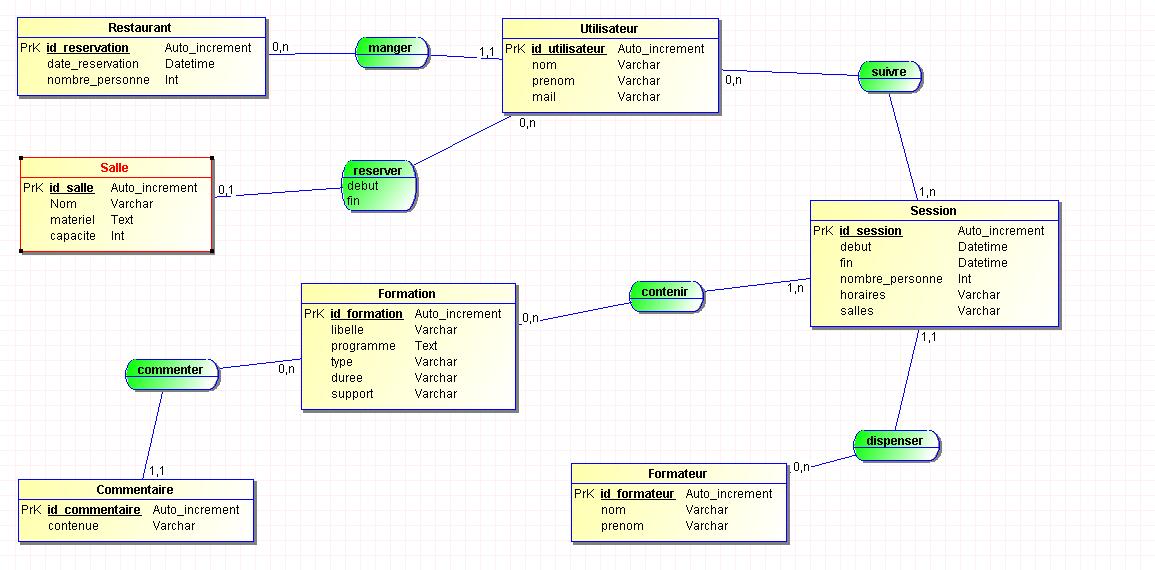 Restaurant
PrK id_reservation Auto_increment
date_reservation Datetime
nombre_personne Int
0,n
manger
1,1
Utilisateur
PrK id_utilisateur Auto_increment
nom Varchar
prenom Varchar
mail Varchar
0,n
suivre
0,n
Salle
PrK id_salle Auto_increment
Nom Varchar
materiel Text
capacite Int
0,1
reserver
debut
fin
1,n
Session
PrK id_session Auto_increment
debut Datetime
fin Datetime
nombre_personne Int
horaires Varchar
salles Varchar
1,n
contenir
0,n
Formation
PrK id_formation Auto_increment
libelle Varchar
programme Text
type Varchar
duree Varchar
support Varchar
0,n
commenter
1,1
dispenser
0,n
1,1
Commentaire
PrK id_commentaire Auto_increment
contenue Varchar
Formateur
PrK id_formateur Auto_increment
nom Varchar
prenom Varchar